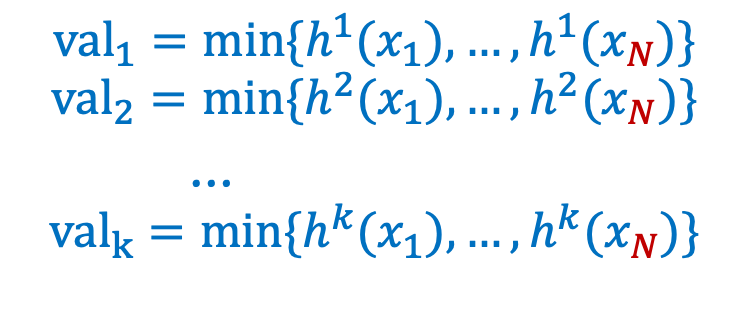 val₁ = min{h¹(x₁), … , h¹(x_N)}
val₂ = min{h²(x₁), … , h²(x_N)}
…
valₖ = min{hᵏ(x₁), … , hᵏ(x_N)}